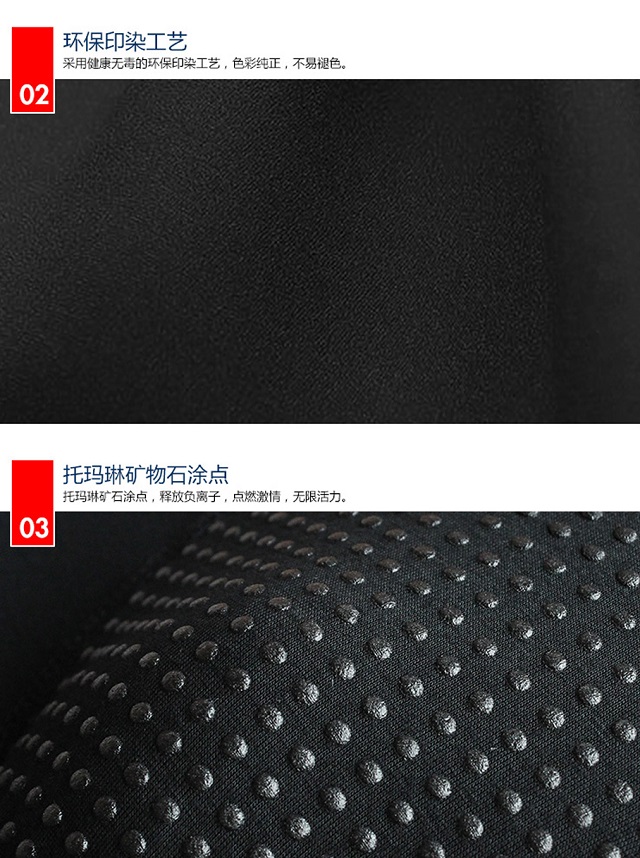 环保印染工艺
采用健康无毒的环保印染工艺，色彩纯正，不易褪色。
02
托玛琳矿物石涂点
托玛琳矿石涂点，释放负离子，点燃激情，无限活力。
03